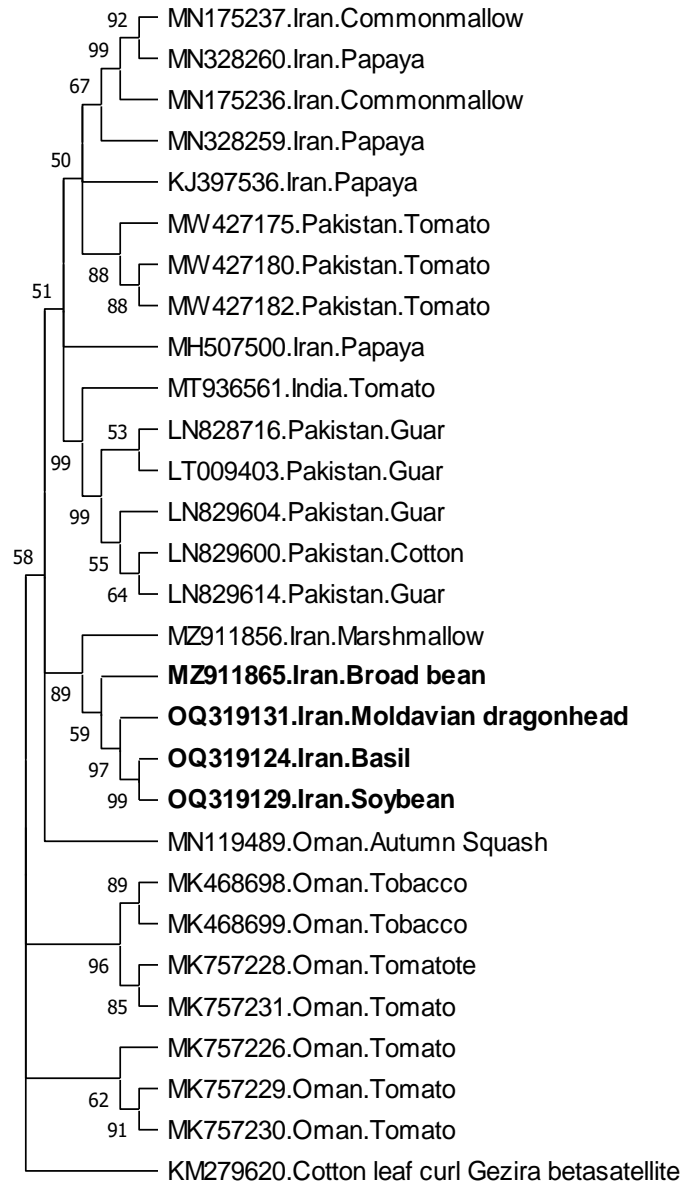 92
MN175237.Iran.Commonmallow
99
MN328260.Iran.Papaya
67
MN175236.Iran.Commonmallow
MN328259.Iran.Papaya
50
KJ397536.Iran.Papaya
MW427175.Pakistan.Tomato
88
MW427180.Pakistan.Tomato
51
88
MW427182.Pakistan.Tomato
MH507500.Iran.Papaya
MT936561.India.Tomato
53
LN828716.Pakistan.Guar
99
LT009403.Pakistan.Guar
99
LN829604.Pakistan.Guar
58
55
LN829600.Pakistan.Cotton
64
LN829614.Pakistan.Guar
MZ911856.Iran.Marshmallow
89
MZ911865.Iran.Broad bean
59
OQ319131.Iran.Moldavian dragonhead
97
OQ319124.Iran.Basil
99
OQ319129.Iran.Soybean
MN119489.Oman.Autumn Squash
89
MK468698.Oman.Tobacco
MK468699.Oman.Tobacco
96
MK757228.Oman.Tomatote
85
MK757231.Oman.Tomato
MK757226.Oman.Tomato
62
MK757229.Oman.Tomato
91
MK757230.Oman.Tomato
KM279620.Cotton leaf curl Gezira betasatellite